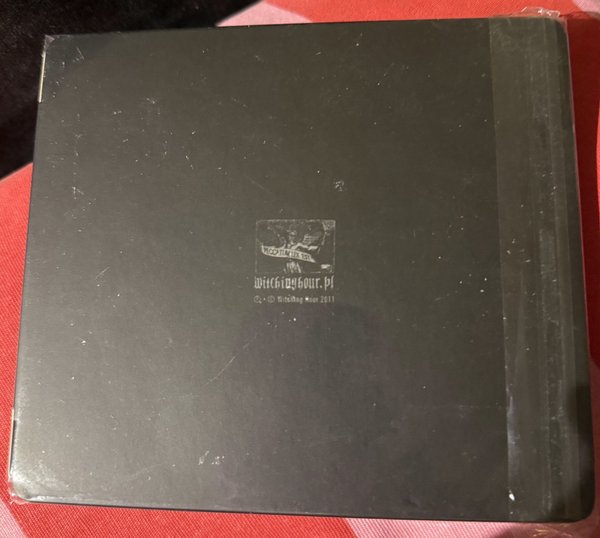 witchinghour.pl
℗ + © Witching Hour 2011